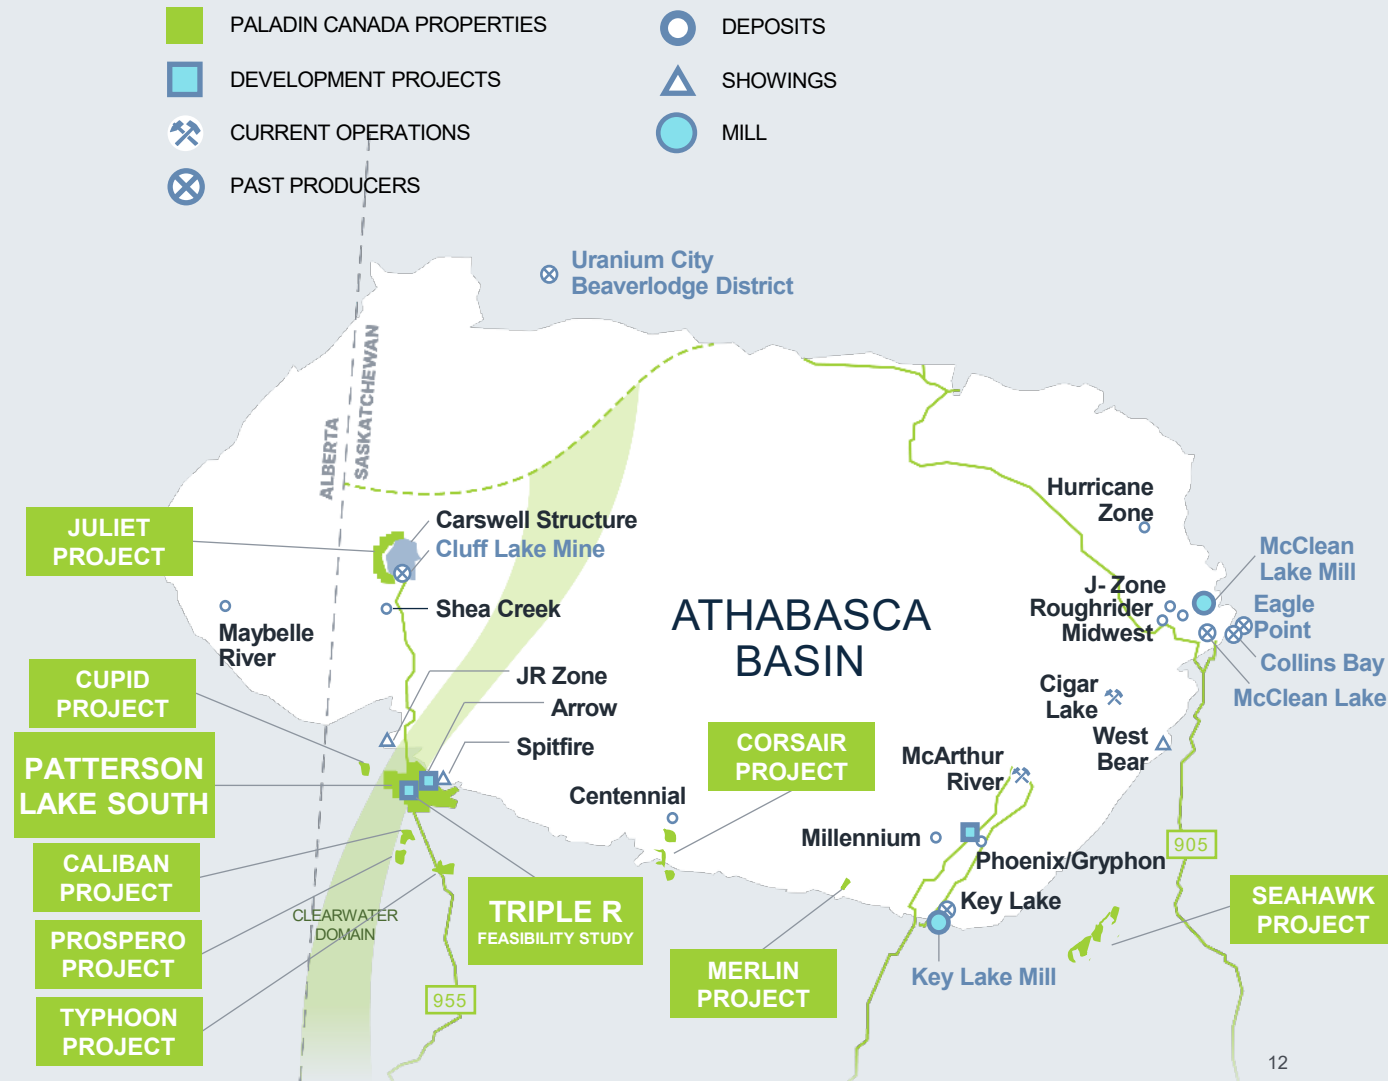 PALADIN CANADA PROPERTIES
DEVELOPMENT PROJECTS
CURRENT OPERATIONS
PAST PRODUCERS
DEPOSITS
SHOWINGS
MILL
Uranium City
Beaverlodge District
ALBERTA
SASKATCHEWAN
JULIET
PROJECT
Carswell Structure
Cluff Lake Mine
Shea Creek
Maybelle
River
CUPID
PROJECT
JR Zone
Arrow
Spitfire
PATTERSON
LAKE SOUTH
ATHABASCA
BASIN
Hurricane
Zone
McClean
Lake Mill
J- Zone
Roughrider
Midwest
Eagle
Point
Collins Bay
McClean Lake
Cigar
Lake
West
Bear
McArthur
River
CORSAIR
PROJECT
Centennial
Millennium
Phoenix/Gryphon
905
CALIBAN
PROJECT
CLEARWATER
DOMAIN
TRIPLE R
FEASIBILITY STUDY
Key Lake
SEAHAWK
PROJECT
PROSPERO
PROJECT
MERLIN
PROJECT
Key Lake Mill
955
TYPHOON
PROJECT
12